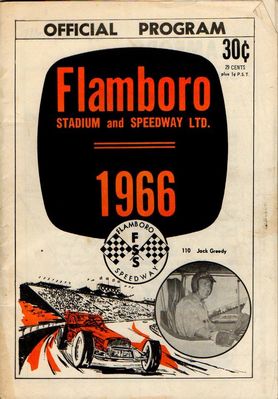 OFFICIAL PROGRAM
30¢
29 CENTS
plus 1¢ P.S.T.
Flamboro
STADIUM and SPEEDWAY LTD.
1966
FLAMBORO
F
S S
SPEEDWAY
110 Jack Greedy